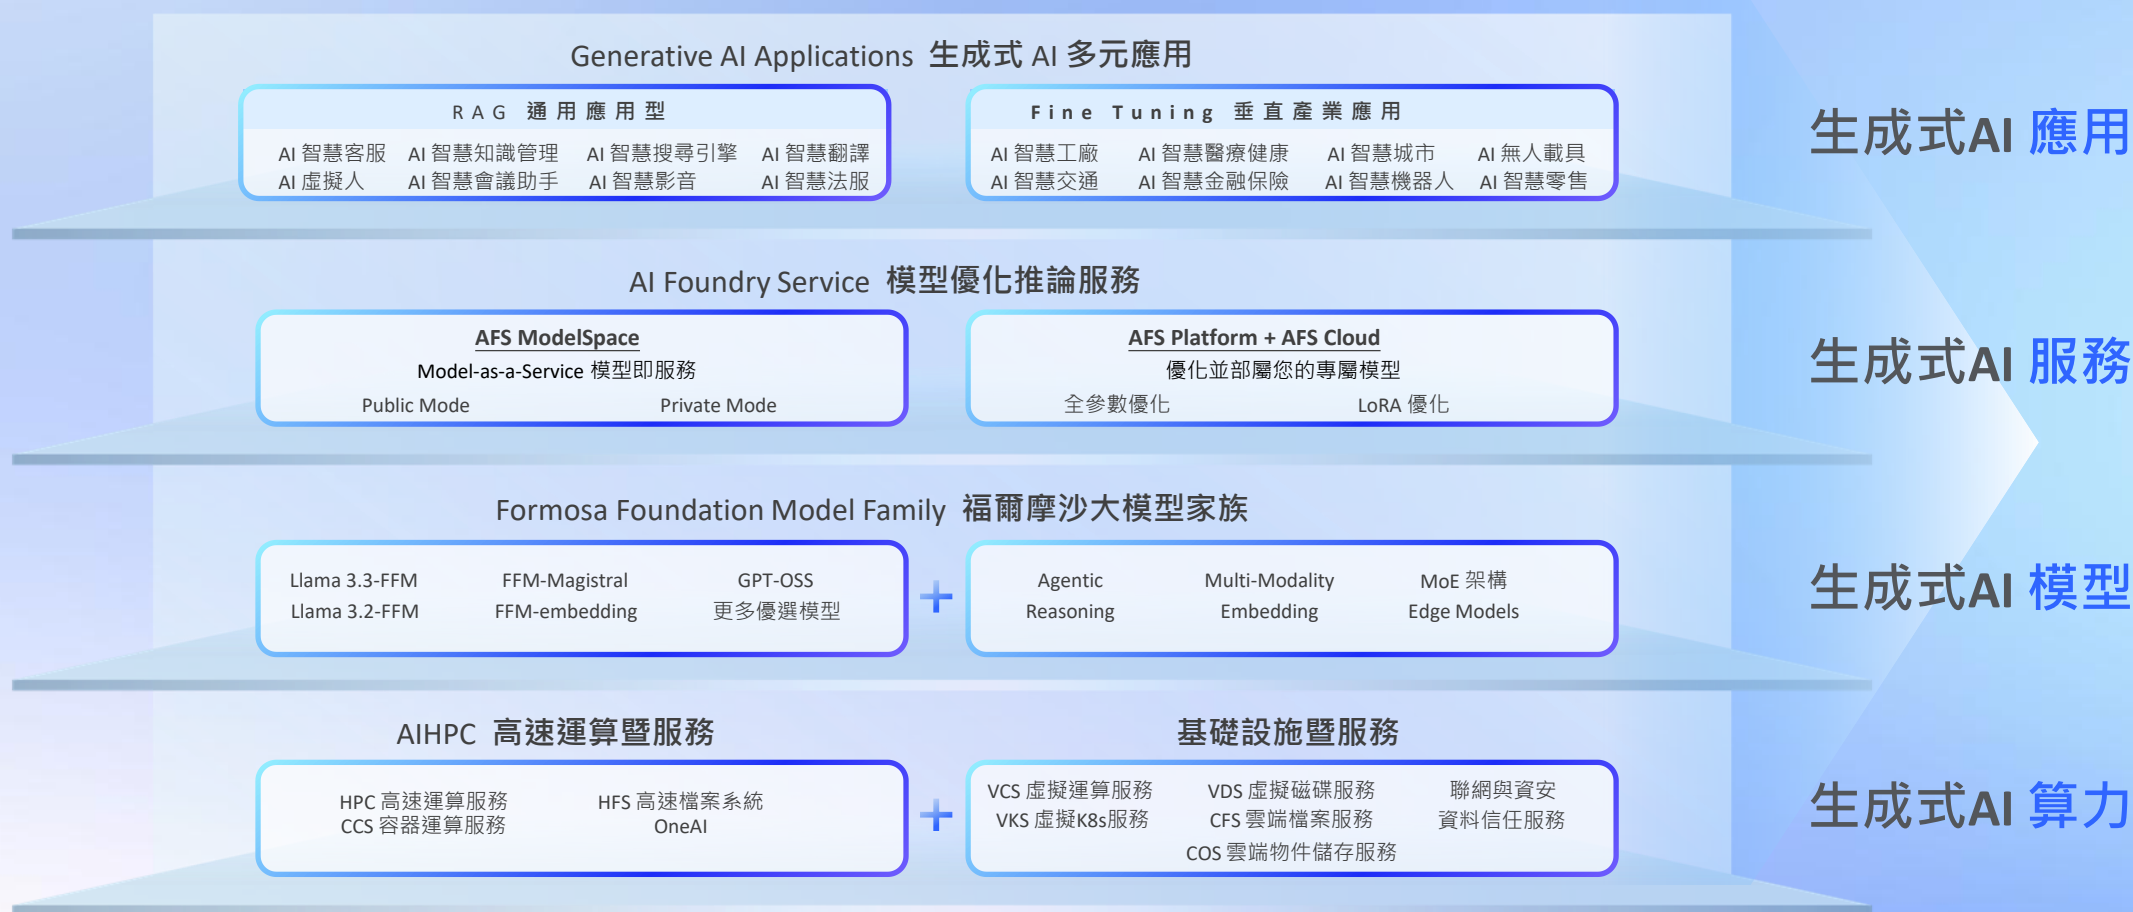 Generative AI Applications 生成式 AI 多元應用
RAG 通用應用型
AI 智慧客服 AI 智慧知識管理 AI 智慧搜尋引擎 AI 智慧翻譯
AI 虛擬人 AI 智慧會議助手 AI 智慧影音 AI 智慧法服
Fine Tuning 垂直產業應用
AI 智慧工廠 AI 智慧醫療健康 AI 智慧城市 AI 無人載具
AI 智慧交通 AI 智慧金融保險 AI 智慧機器人 AI 智慧零售
生成式AI 應用
AI Foundry Service 模型優化推論服務
AFS ModelSpace
Model-as-a-Service 模型即服務
Public Mode Private Mode
AFS Platform + AFS Cloud
優化並部屬您的專屬模型
全參數優化 LoRA 優化
生成式AI 服務
Formosa Foundation Model Family 福爾摩沙大模型家族
Llama 3.3-FFM FFM-Magistral GPT-OSS
Llama 3.2-FFM FFM-embedding 更多優選模型
+
Agentic Multi-Modality MoE 架構
Reasoning Embedding Edge Models
生成式AI 模型
AIHPC 高速運算暨服務
HPC 高速運算服務 HFS 高速檔案系統
CCS 容器運算服務 OneAI
+
基礎設施暨服務
VCS 虛擬運算服務 VDS 虛擬磁碟服務 聯網與資安
VKS 虛擬K8s服務 CFS 雲端檔案服務 資料信任服務
COS 雲端物件儲存服務
生成式AI 算力